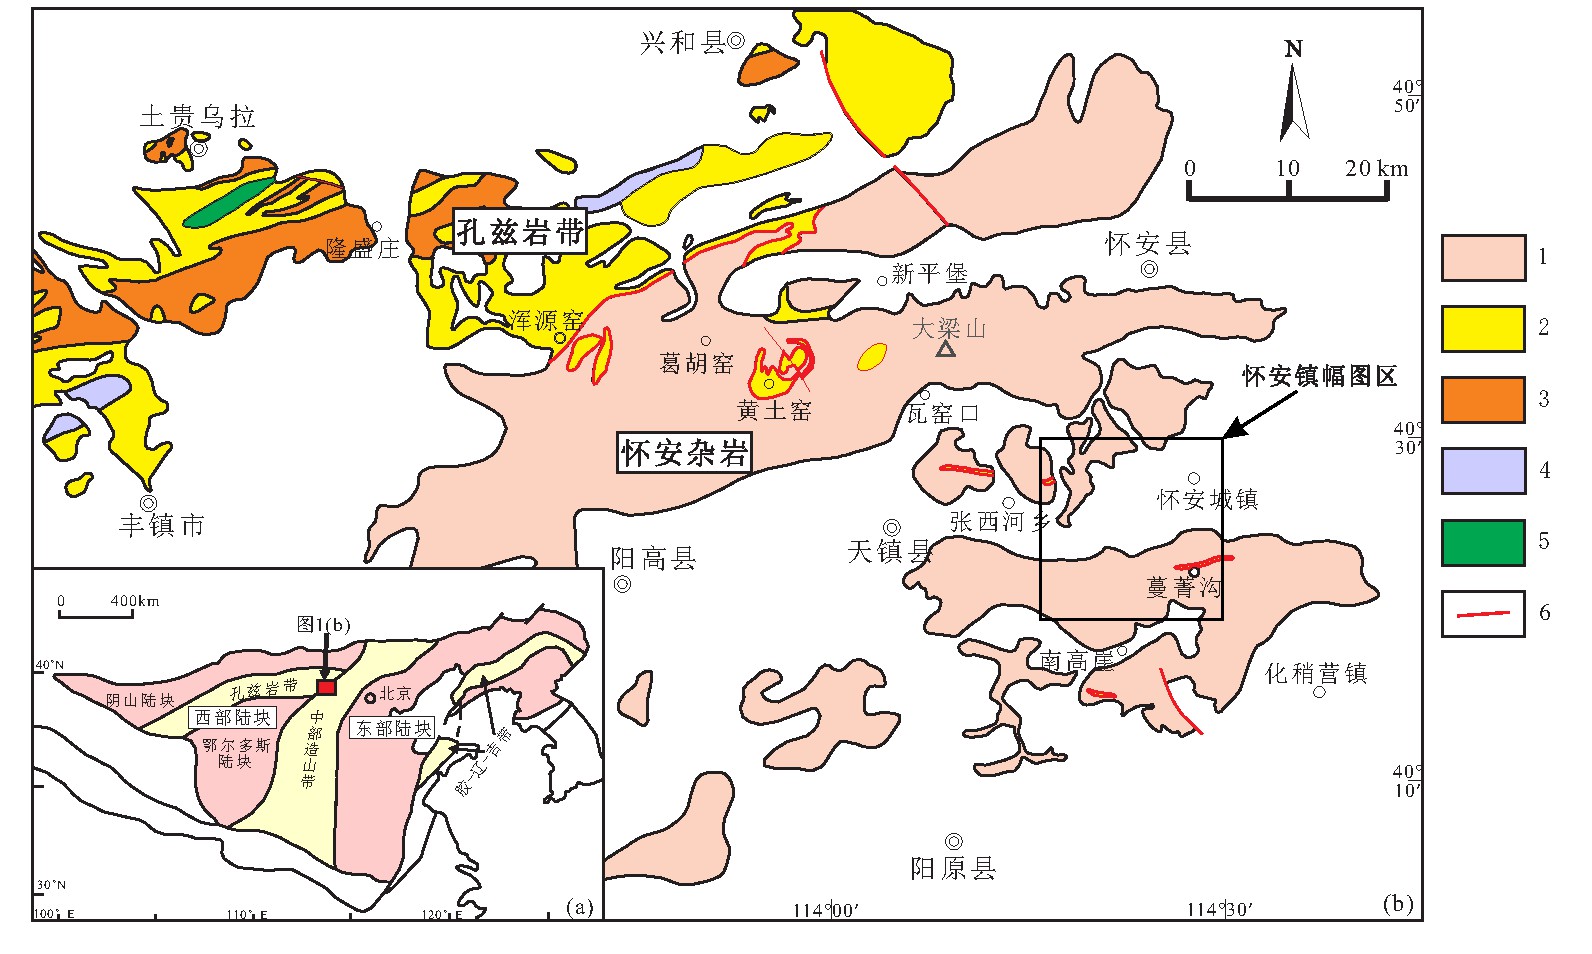 兴和县
N
40°
50′
土贵乌拉
0 10 20 km
孔兹岩带
隆盛庄
怀安县
1
新平堡
浑源窑
大梁山
2
葛胡窑
怀安镇幅图区
黄土窑
瓦窑口
3
40°
30′
怀安杂岩
4
怀安城镇
丰镇市
张西河乡
天镇县
阳高县
5
蔓菁沟
6
0 400km
图1(b)
南高崖
化稍营镇
40°N
阴山陆块
孔兹岩带
北京
西部陆块
东部陆块
中部造山带
鄂尔多斯
陆块
胶-辽-吉带
40°
10′
阳原县
30°N
100° E
110° E
120° E
(a)
114°00′
114°30′
(b)